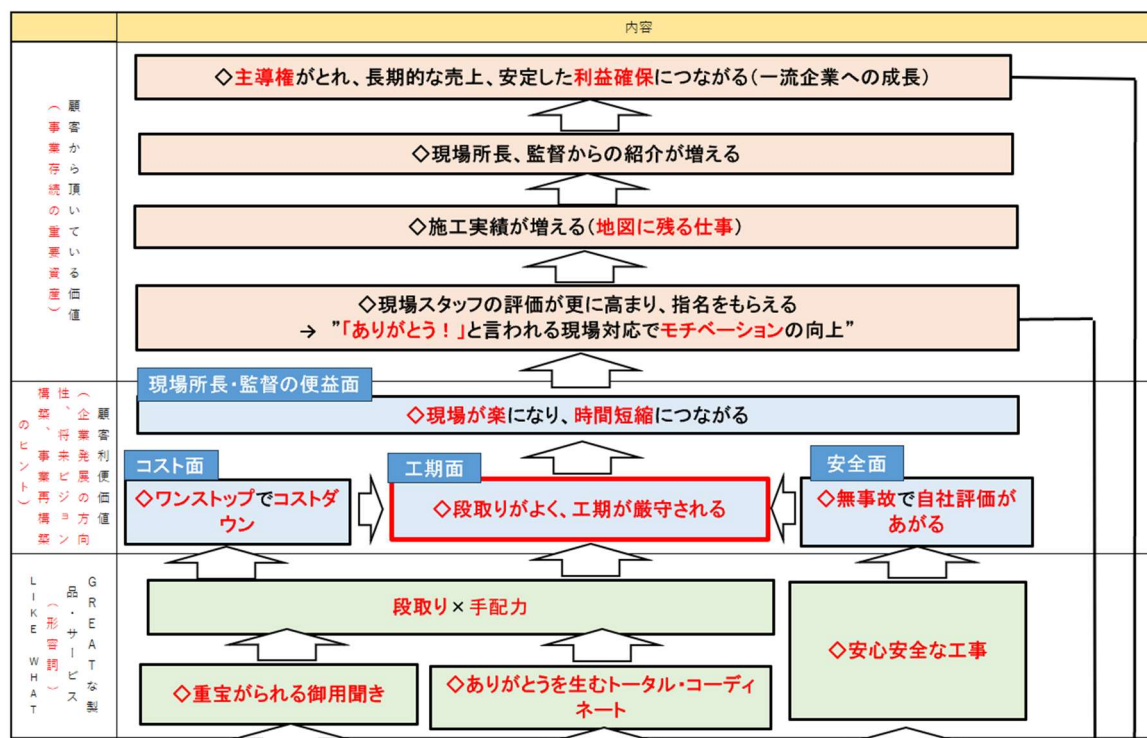 内容
顧客から頂いている価値
（事業存続の重要資産）
◇主導権がとれ、長期的な売上、安定した利益確保につながる（一流企業への成長）
◇現場所長、監督からの紹介が増える
◇施工実績が増える（地図に残る仕事）
◇現場スタッフの評価が更に高まり、指名をもらえる
→ ”「ありがとう！」と言われる現場対応でモチベーションの向上”
顧客利便価値
（企業発展の方向
性、将来ビジョン
構築、事業再構築
のヒント）
現場所長・監督の便益面
◇現場が楽になり、時間短縮につながる
コスト面
◇ワンストップでコストダ
ウン
工期面
◇段取りがよく、工期が厳守される
安全面
◇無事故で自社評価が
あがる
GREATな製
品・サービス
（形容詞）
LIKE WHAT
段取り×手配力
◇重宝がられる御用聞き
◇ありがとうを生むトータル・コーディ
ネート
◇安心安全な工事